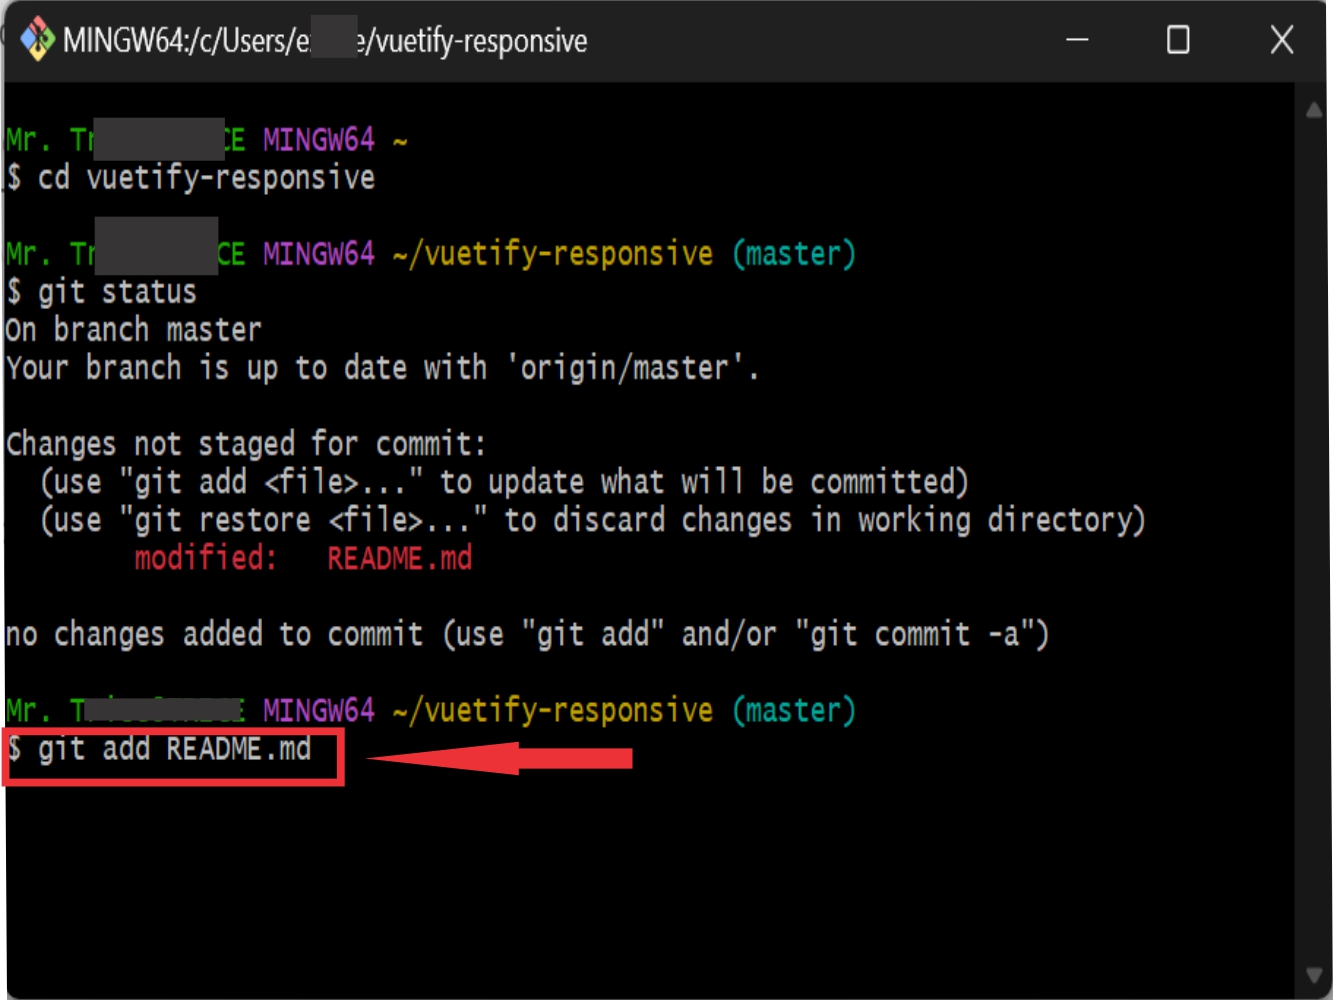 MINGW64:/c/Users/e e/vuetify-responsive
Mr. Tr CE MINGW64 ~
$ cd vuetify-responsive
Mr. Tr CE MINGW64 ~/vuetify-responsive (master)
$ git status
On branch master
Your branch is up to date with 'origin/master'.
Changes not staged for commit:
(use "git add <file>..." to update what will be committed)
(use "git restore <file>..." to discard changes in working directory)
modified: README.md
no changes added to commit (use "git add" and/or "git commit -a")
Mr. T MINGW64 ~/vuetify-responsive (master)
$ git add README.md